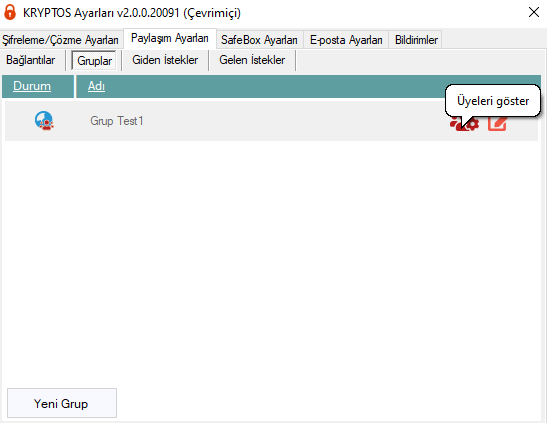 KRYPTOS Ayarları v2.0.0.20091 (Çevrimiçi)
Şifreleme/Çözme Ayarları Paylaşım Ayarları SafeBox Ayarları E-posta Ayarları Bildirimler
Bağlantılar Gruplar Giden İstekler Gelen İstekler
Durum Adı
Üyeleri göster
Grup Test1
Yeni Grup